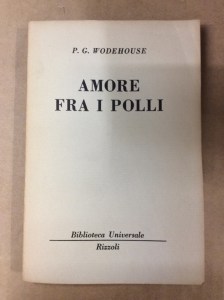 P. G. WODEHOUSE
AMORE
FRA I POLLI
Biblioteca Universale
Rizzoli